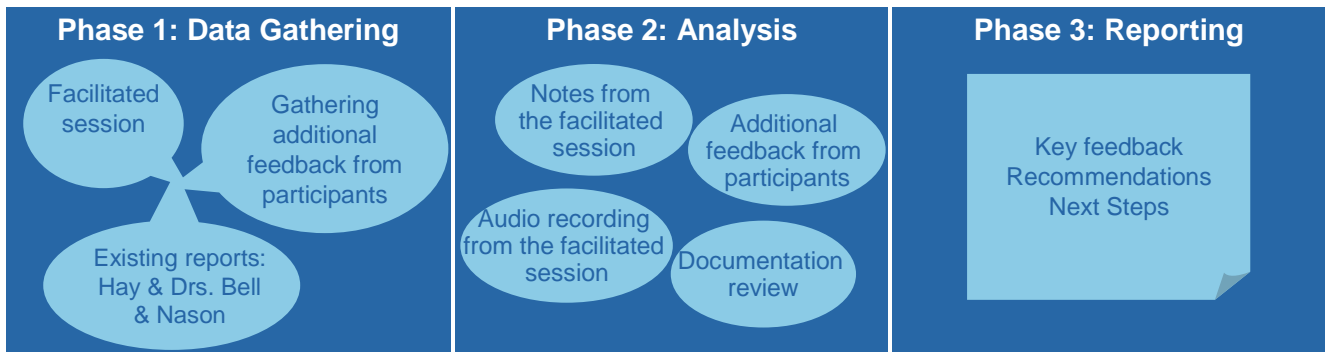 Phase 1: Data Gathering
Facilitated
session
Gathering
additional
feedback from
participants
Existing reports:
Hay & Drs. Bell
& Nason
Phase 2: Analysis
Notes from
the facilitated
session
Additional
feedback from
participants
Audio recording
from the facilitated
session
Documentation
review
Phase 3: Reporting
Key feedback
Recommendations
Next Steps